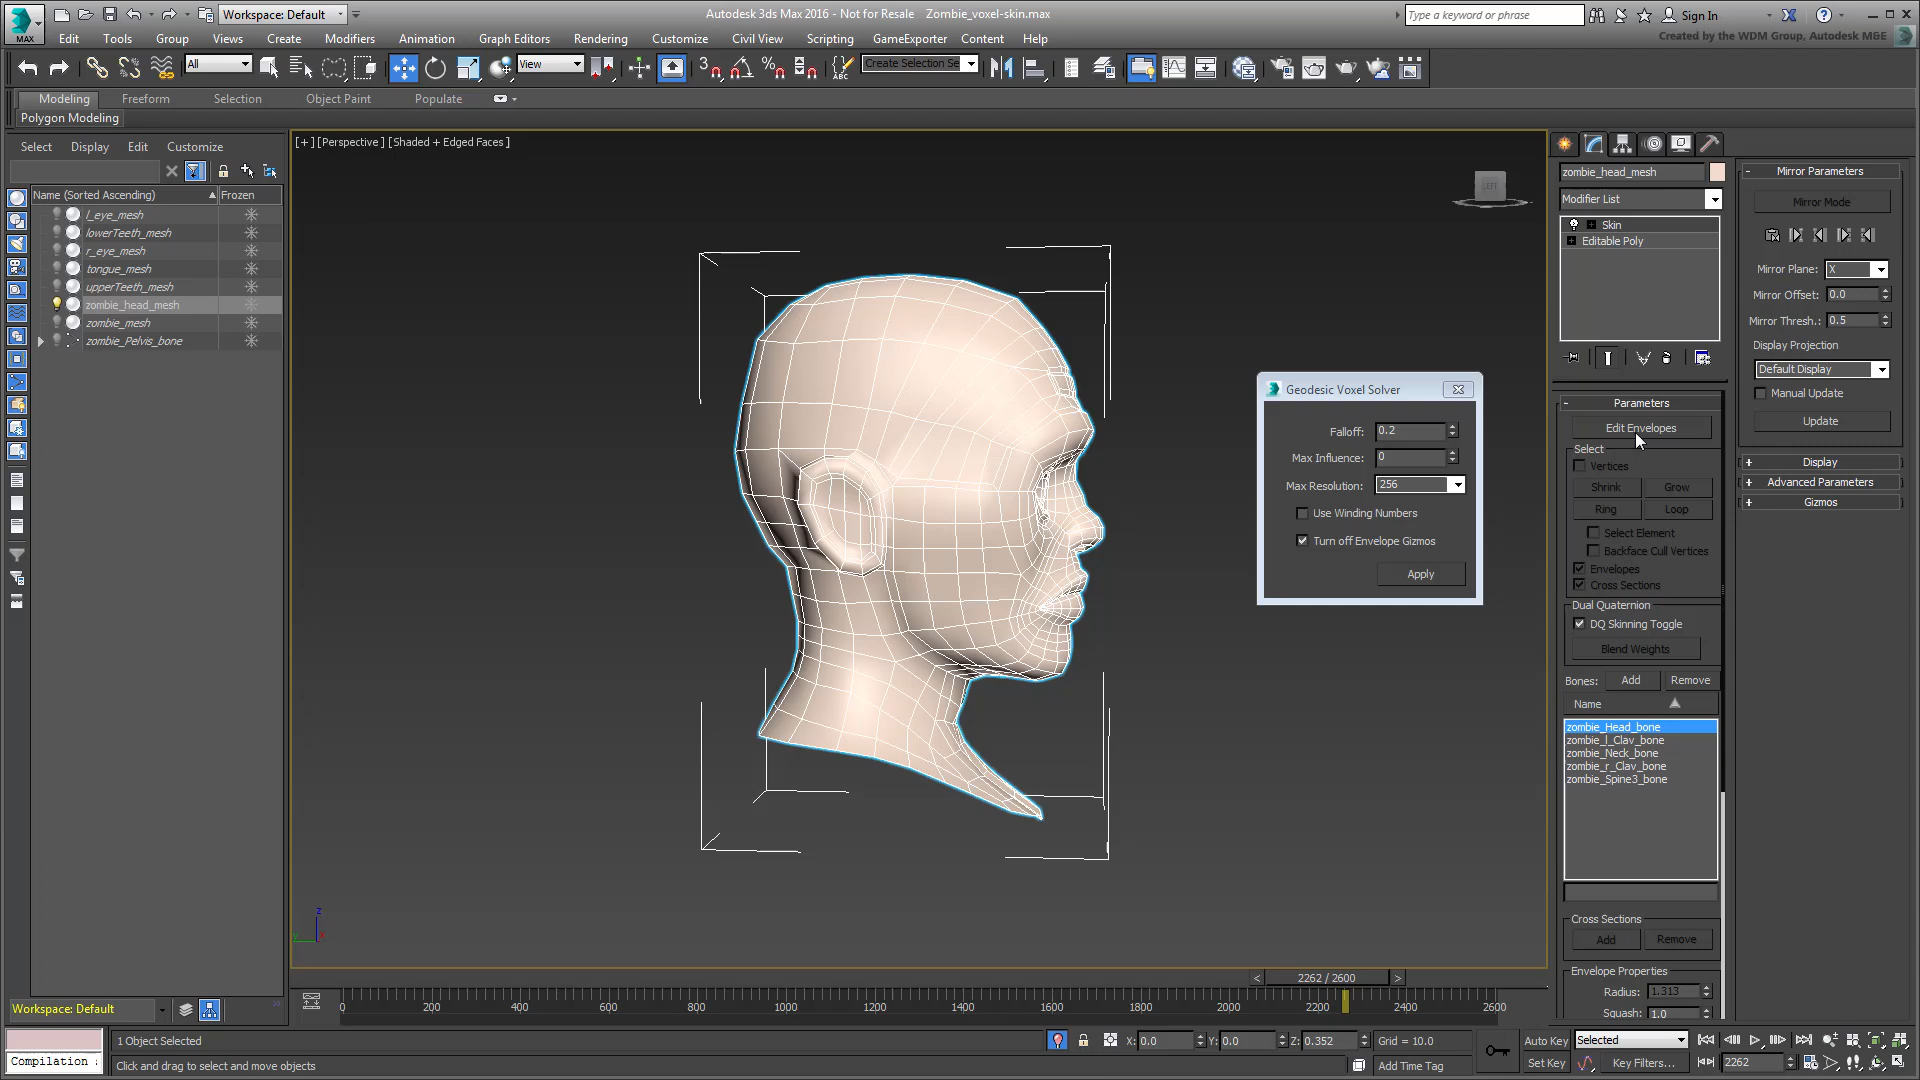 Workspace: Default
Autodesk 3ds Max 2016 - Not for Resale   Zombie_voxel-skin.max
Type a keyword or phrase
Sign In
MAX
Edit Tools Group Views Create Modifiers Animation Graph Editors Rendering Customize Civil View Scripting GameExporter Content Help
Created by the WDM Group, Autodesk M&E
All
View
3
ABC
Create Selection Se
Modeling Freeform Selection Object Paint Populate
Polygon Modeling
Select Display Edit Customize
Name (Sorted Ascending) Frozen
l_eye_mesh
lowerTeeth_mesh
r_eye_mesh
tongue_mesh
upperTeeth_mesh
zombie_head_mesh
zombie_mesh
zombie_Pelvis_bone
[+] [Perspective] [Shaded + Edged Faces]
LEFT
Geodesic Voxel Solver
Falloff: 0.2
Max Influence: 0
Max Resolution: 256
Use Winding Numbers
Turn off Envelope Gizmos
Apply
z
y
x
zombie_head_mesh
Modifier List
Skin
Editable Poly
Parameters
Edit Envelopes
Select
Vertices
Shrink Grow
Ring Loop
Select Element
Backface Cull Vertices
Envelopes
Cross Sections
Dual Quaternion
DQ Skinning Toggle
Blend Weights
Bones: Add Remove
Name
zombie_Head_bone
zombie_l_Clav_bone
zombie_Neck_bone
zombie_r_Clav_bone
zombie_Spine3_bone
Cross Sections
Add Remove
Envelope Properties
Radius: 1.313
Squash: 1.0
Mirror Parameters
Mirror Mode
Mirror Plane: X
Mirror Offset: 0.0
Mirror Thresh.: 0.5
Display Projection
Default Display
Manual Update
Update
Display
Advanced Parameters
Gizmos
< 2262 / 2600 >
0 200 400 600 800 1000 1200 1400 1600 1800 2000 2200 2400 2600
Workspace: Default
1 Object Selected
X: 0.0 Y: 0.0 Z: 0.352 Grid = 10.0
Auto Key Selected
Compilation :
Click and drag to select and move objects
Add Time Tag
Set Key Key Filters... 2262